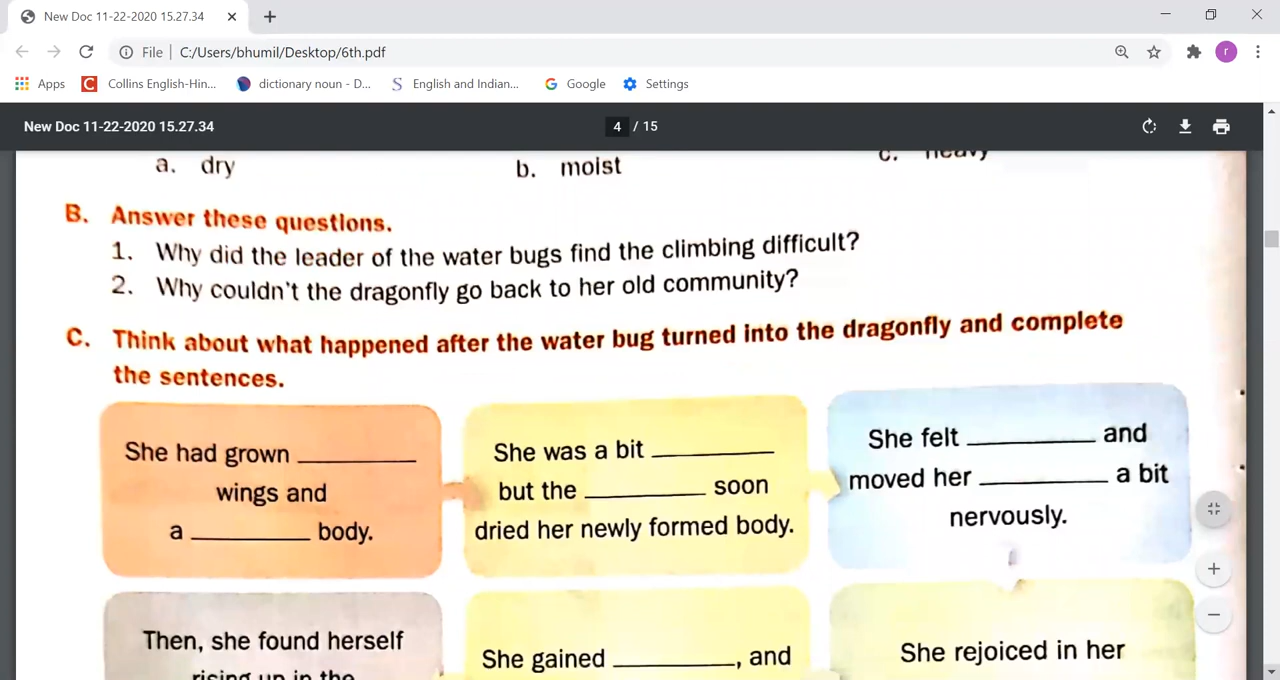 New Doc 11-22-2020 15.27.34
File C:/Users/bhumil/Desktop/6th.pdf
r
Apps Collins English-Hin... dictionary noun - D... English and Indian... Google Settings
New Doc 11-22-2020 15.27.34 4 / 15
a. dry b. moist c. heavy
B. Answer these questions.
1. Why did the leader of the water bugs find the climbing difficult?
2. Why couldn't the dragonfly go back to her old community?
C. Think about what happened after the water bug turned into the dragonfly and complete
the sentences.
She had grown ________
wings and
a ________ body.
She was a bit ________
but the ________ soon
dried her newly formed body.
She felt ________ and
moved her ________ a bit
nervously.
Then, she found herself
rising up in the
She gained ________, and
She rejoiced in her